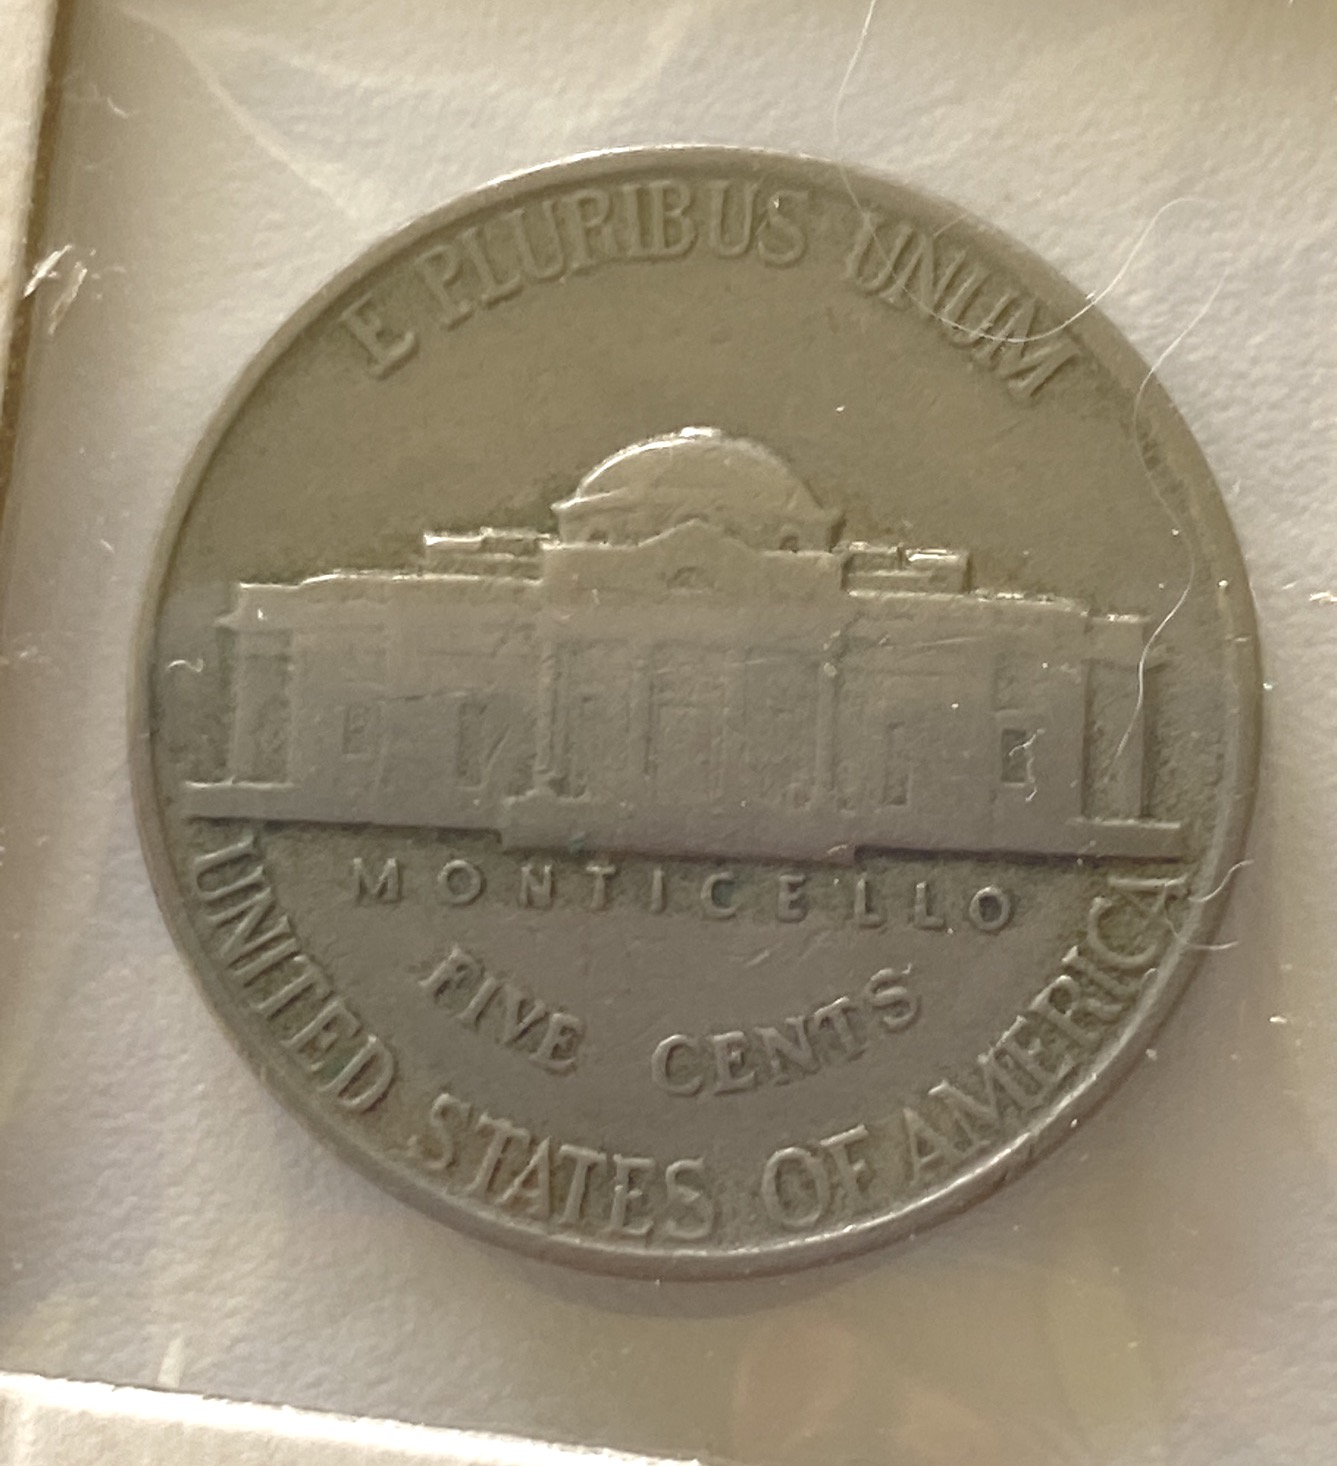 E PLURIBUS UNUM
MONTICELLO
FIVE CENTS
UNITED STATES OF AMERICA